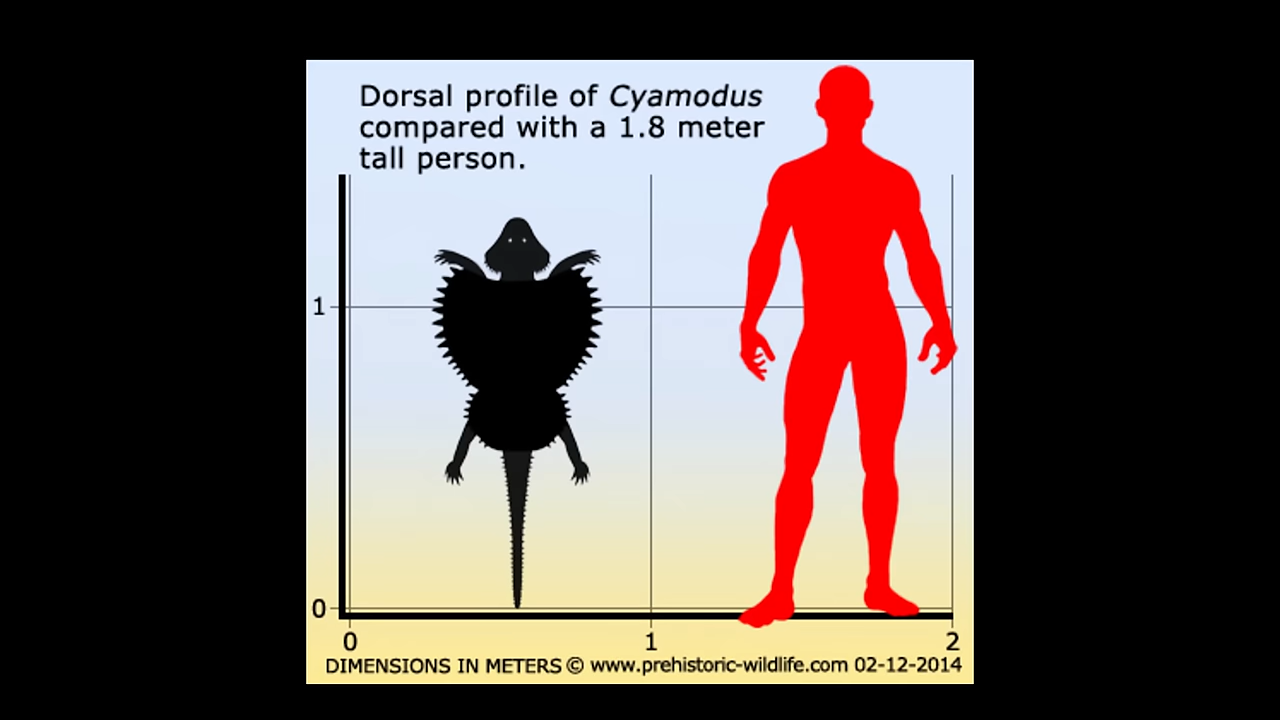 Dorsal profile of Cyamodus
compared with a 1.8 meter
tall person.
1
0
0 1 2
DIMENSIONS IN METERS © www.prehistoric-wildlife.com 02-12-2014